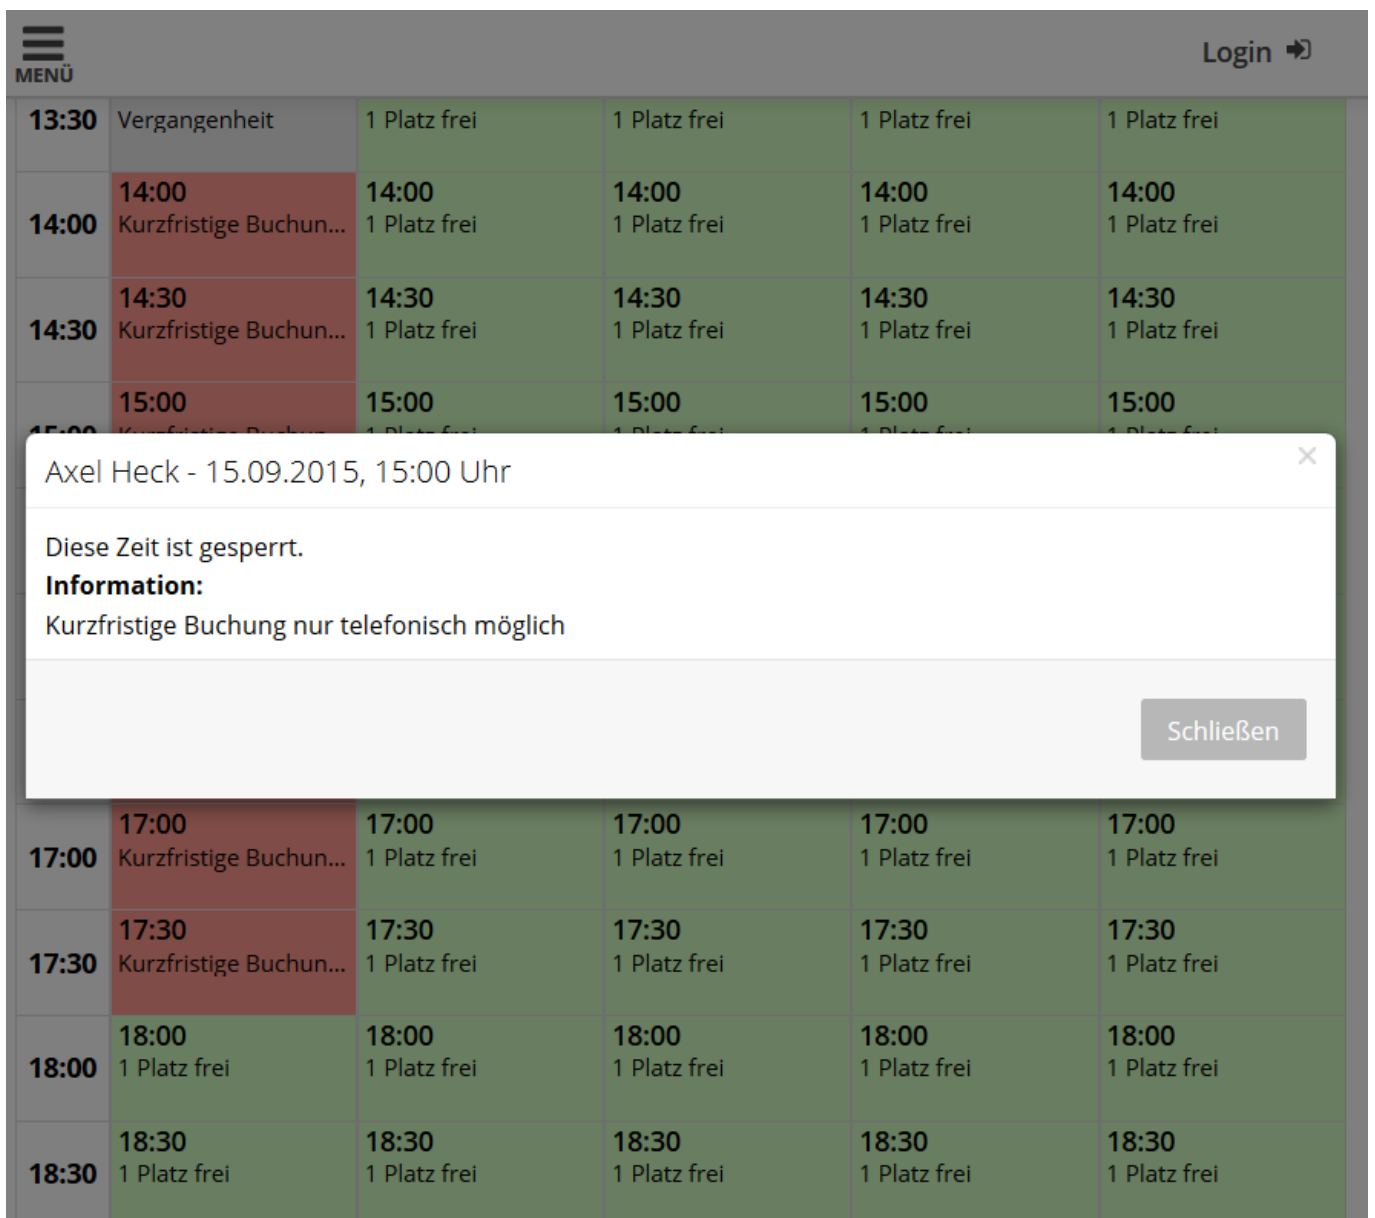 MENÜ
Login
13:30 Vergangenheit 1 Platz frei 1 Platz frei 1 Platz frei 1 Platz frei
14:00 14:00 14:00 14:00 14:00
14:00 Kurzfristige Buchun... 1 Platz frei 1 Platz frei 1 Platz frei 1 Platz frei
14:30 14:30 14:30 14:30 14:30
14:30 Kurzfristige Buchun... 1 Platz frei 1 Platz frei 1 Platz frei 1 Platz frei
15:00 15:00 15:00 15:00 15:00
Axel Heck - 15.09.2015, 15:00 Uhr
×
Diese Zeit ist gesperrt.
Information:
Kurzfristige Buchung nur telefonisch möglich
Schließen
17:00 17:00 17:00 17:00 17:00
17:00 Kurzfristige Buchun... 1 Platz frei 1 Platz frei 1 Platz frei 1 Platz frei
17:30 17:30 17:30 17:30 17:30
17:30 Kurzfristige Buchun... 1 Platz frei 1 Platz frei 1 Platz frei 1 Platz frei
18:00 18:00 18:00 18:00 18:00
18:00 1 Platz frei 1 Platz frei 1 Platz frei 1 Platz frei 1 Platz frei
18:30 18:30 18:30 18:30 18:30
18:30 1 Platz frei 1 Platz frei 1 Platz frei 1 Platz frei 1 Platz frei